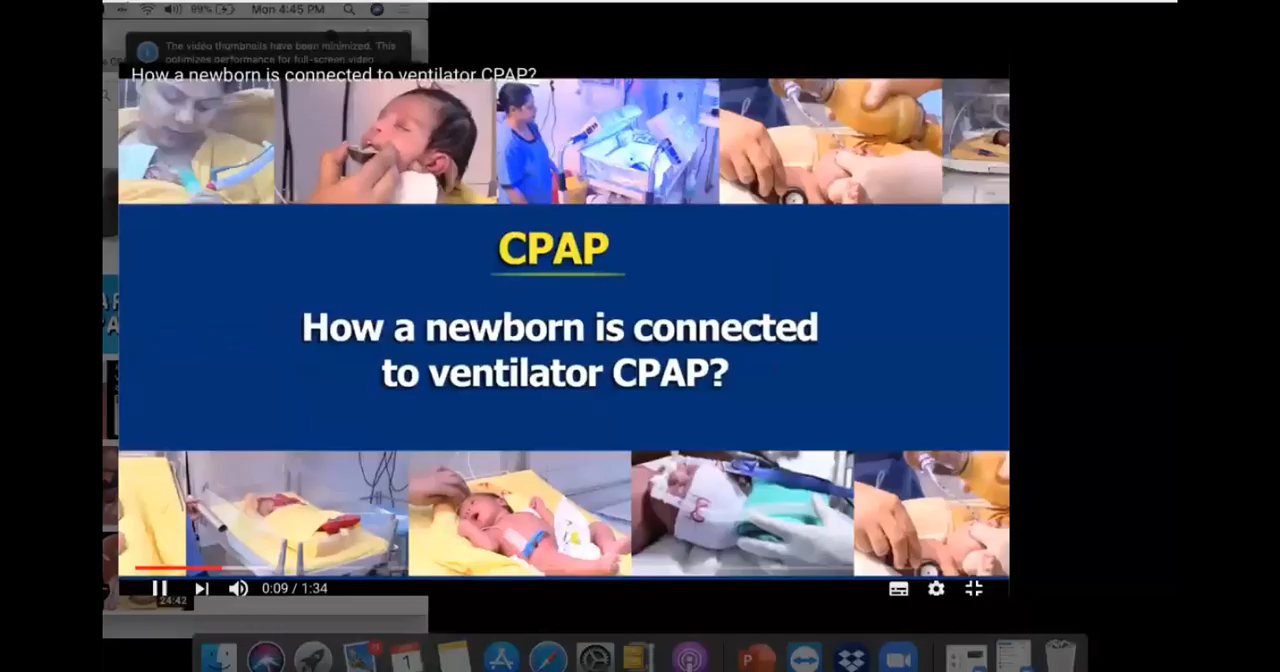 99% Mon 4:45 PM
The video thumbnails have been minimized. This
optimizes performance for full-screen video
How a newborn is connected to ventilator CPAP?
CPAP
How a newborn is connected
to ventilator CPAP?
0:09 / 1:34
24:42
1
P